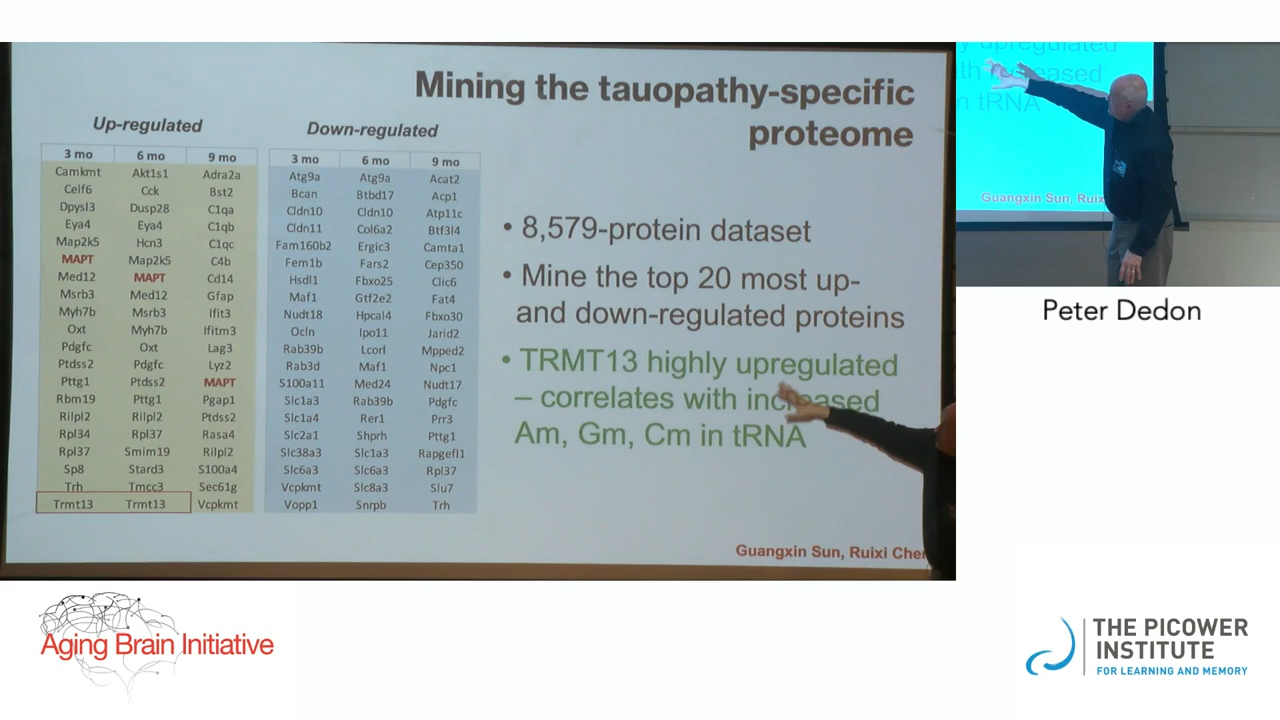 Mining the tauopathy-specific
proteome
Up-regulated
3 mo 6 mo 9 mo
Camkmt Akt1s1 Adra2a
Celf6 Cck Bst2
Dpysl3 Dusp28 C1qa
Eya4 Eya4 C1qb
Map2k5 Hcn3 C1qc
MAPT Map2k5 C4b
Med12 MAPT Cd14
Msrb3 Med12 Gfap
Myh7b Msrb3 Ifit3
Oxt Myh7b Ifitm3
Pdgfc Oxt Lag3
Ptdss2 Pdgfc Lyz2
Pttg1 Ptdss2 MAPT
Rbm19 Pttg1 Pgap1
Rilpl2 Rilpl2 Ptdss2
Rpl34 Rpl37 Rasa4
Rpl37 Smim19 Rilpl2
Sp8 Stard3 S100a4
Trh Tmcc3 Sec61g
Trmt13 Trmt13 Vcpkmt
Down-regulated
3 mo 6 mo 9 mo
Atg9a Atg9a Acat2
Bcan Btbd17 Acp1
Cldn10 Cldn10 Atp11c
Cldn11 Col6a2 Btf3l4
Fam160b2 Ergic3 Camta1
Fem1b Fars2 Cep350
Hsdl1 Fbxo25 Clic6
Maf1 Gtf2e2 Fat4
Nudt18 Hpcal4 Fbxo30
Ocln Ipo11 Jarid2
Rab39b Lcorl Mpped2
Rab3d Maf1 Npc1
S100a11 Med24 Nudt17
Slc1a3 Rab39b Pdgfc
Slc1a4 Rer1 Prr3
Slc2a1 Shprh Pttg1
Slc38a3 Slc1a3 Rapgefl1
Slc6a3 Slc6a3 Rpl37
Vcpkmt Slc8a3 Slu7
Vopp1 Snrpb Trh
• 8,579-protein dataset
• Mine the top 20 most up-
and down-regulated proteins
• TRMT13 highly upregulated
– correlates with increased
Am, Gm, Cm in tRNA
Guangxin Sun, Ruixi Che
y upregulated
ith increased
n tRNA
Guangxin Sun, Ruix
Peter Dedon
Aging Brain Initiative
THE PICOWER
INSTITUTE
FOR LEARNING AND MEMORY